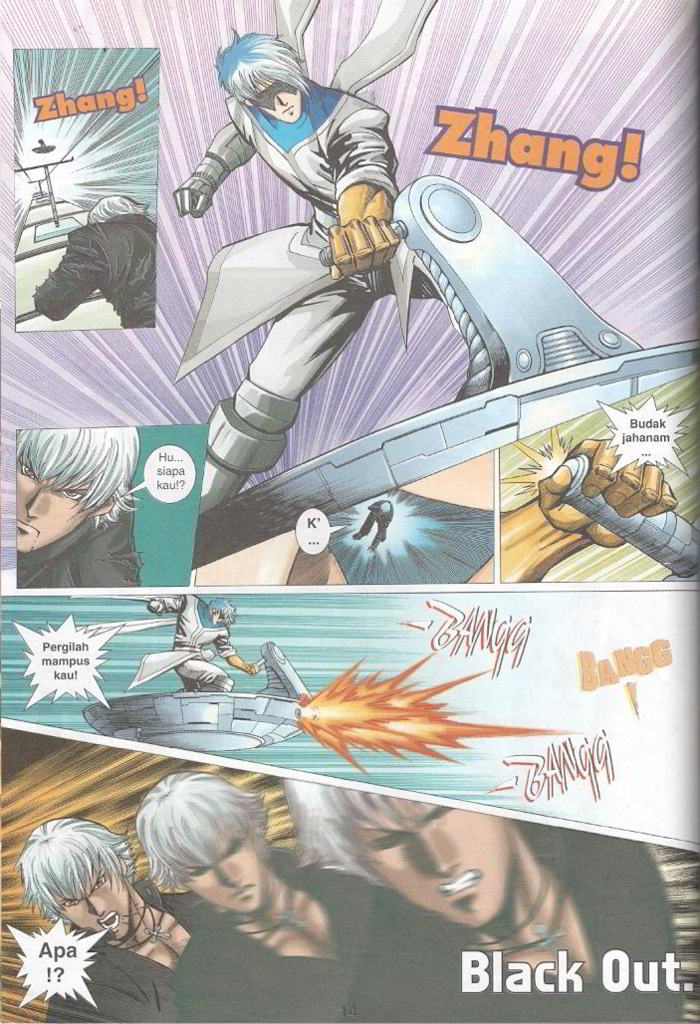 Zhang!
Zhang!
Hu...
siapa
kau!?
K'
...
Budak
jahanam
...
Pergilah
mampus
kau!
BANGG
BANGG
!
BANGG
Apa
!?
Black Out.
14